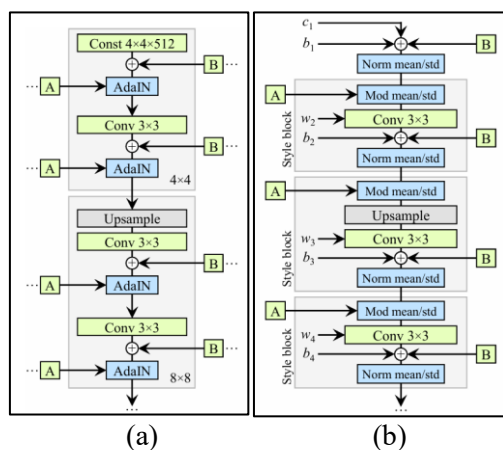 Const 4×4×512
B ...
... A
AdaIN
Conv 3×3
B ...
... A
AdaIN
4×4
Upsample
Conv 3×3
B ...
... A
AdaIN
Conv 3×3
B ...
... A
AdaIN
8×8
...
(a)
c1
b1
B
Norm mean/std
A
Mod mean/std
w2
Conv 3×3
b2
B
Norm mean/std
Style block
A
Mod mean/std
Upsample
w3
Conv 3×3
b3
B
Norm mean/std
Style block
A
Mod mean/std
w4
Conv 3×3
b4
B
Norm mean/std
Style block
...
(b)